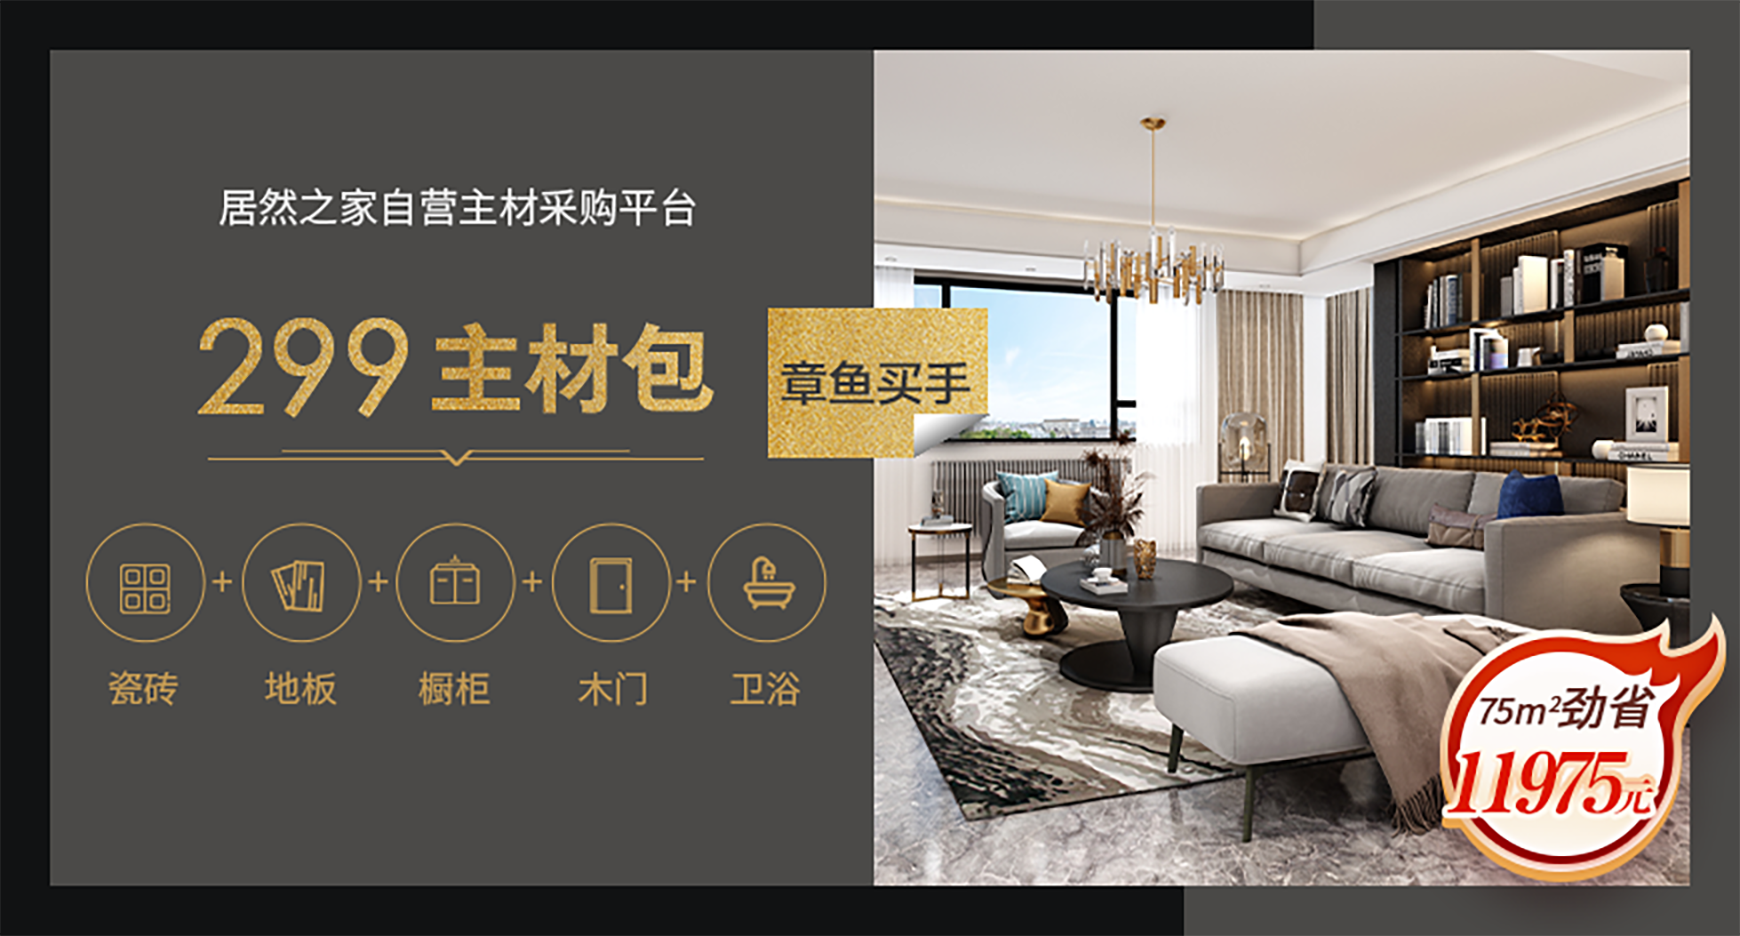 居然之家自营主材采购平台
299主材包
章鱼买手
瓷砖+地板+橱柜+木门+卫浴
CHANEL
75m²劲省
11975元